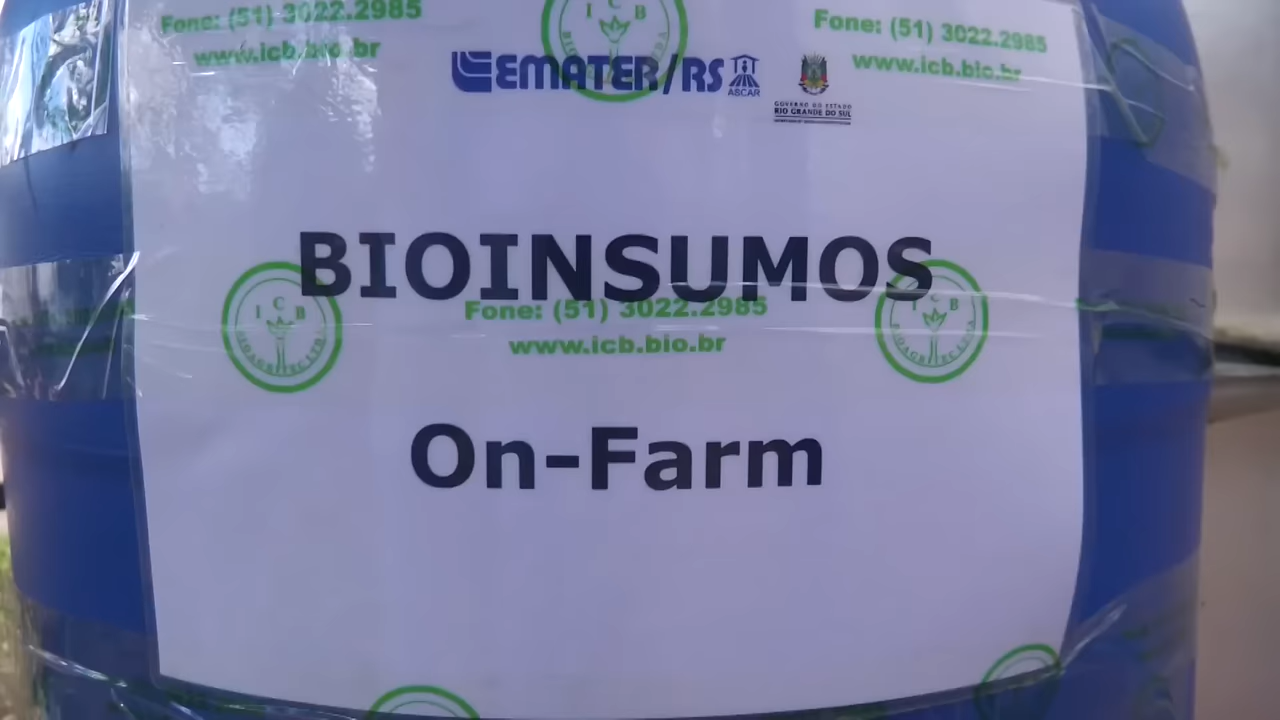 Fone: (51) 3022.2985
www.icb.bio.br
I C B
Fone: (51) 3022.2985
www.icb.bio.br
EMATER/RS
ASCAR
GOVERNO DO ESTADO
RIO GRANDE DO SUL
BIOINSUMOS
I C B
Fone: (51) 3022.2985
www.icb.bio.br
I C B
On-Farm